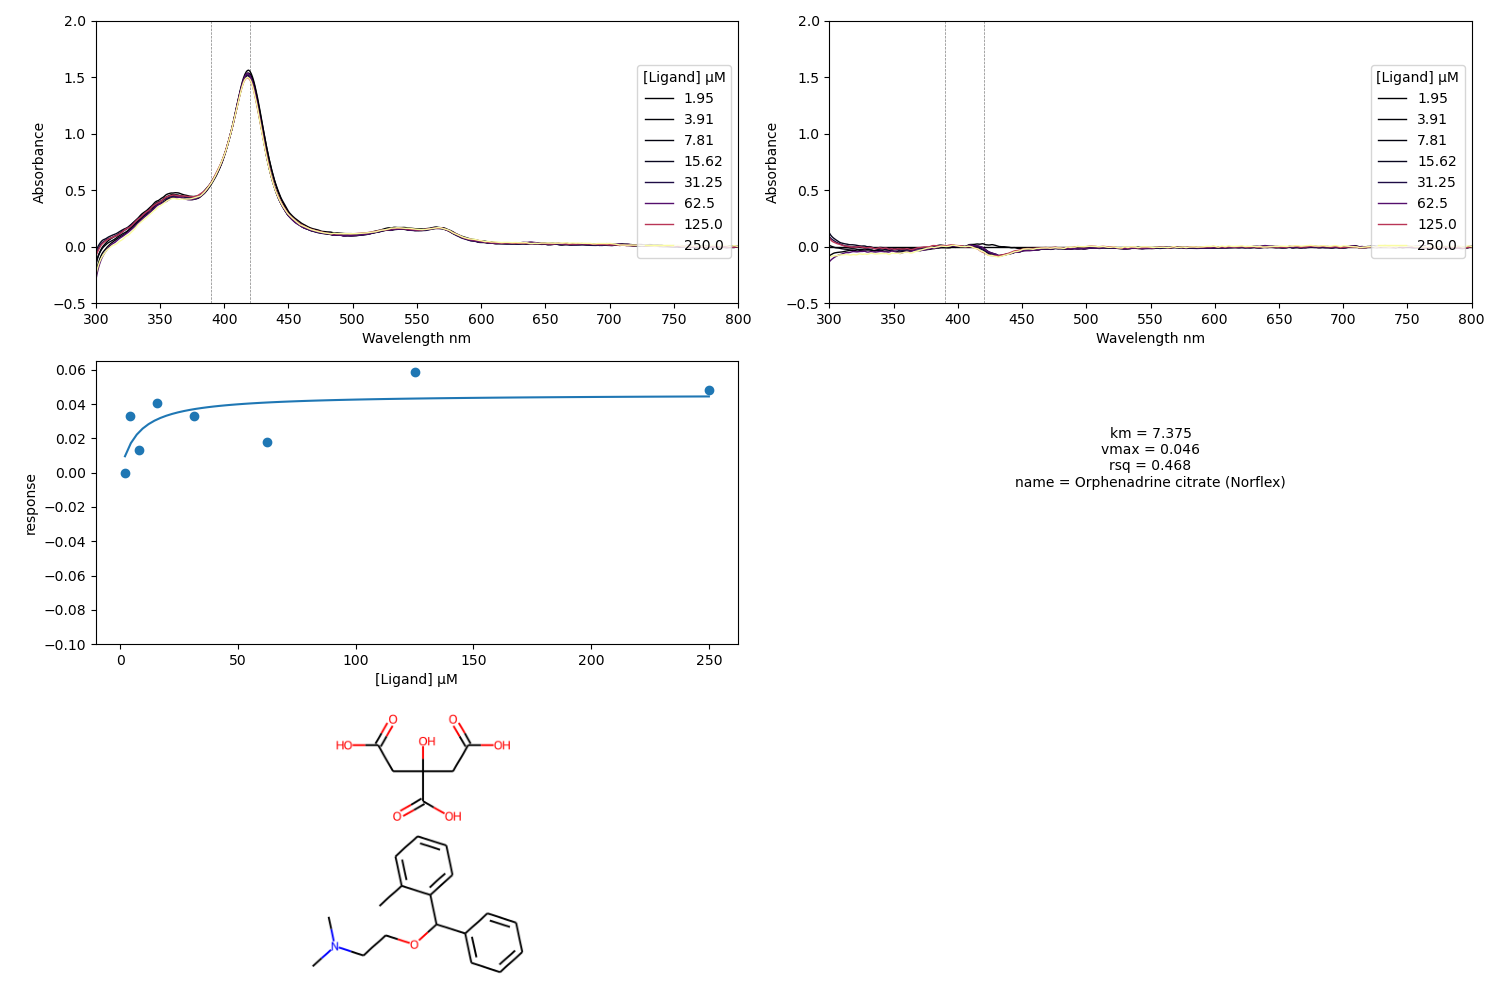 2.0
1.5
1.0
0.5
0.0
−0.5
Absorbance
300 350 400 450 500 550 600 650 700 750 800
Wavelength nm
[Ligand] µM
1.95
3.91
7.81
15.62
31.25
62.5
125.0
250.0
2.0
1.5
1.0
0.5
0.0
−0.5
Absorbance
300 350 400 450 500 550 600 650 700 750 800
Wavelength nm
[Ligand] µM
1.95
3.91
7.81
15.62
31.25
62.5
125.0
250.0
0.06
0.04
0.02
0.00
−0.02
−0.04
−0.06
−0.08
−0.10
response
0 50 100 150 200 250
[Ligand] µM
km = 7.375
vmax = 0.046
rsq = 0.468
name = Orphenadrine citrate (Norflex)
O O
HO OH OH
O OH
N O